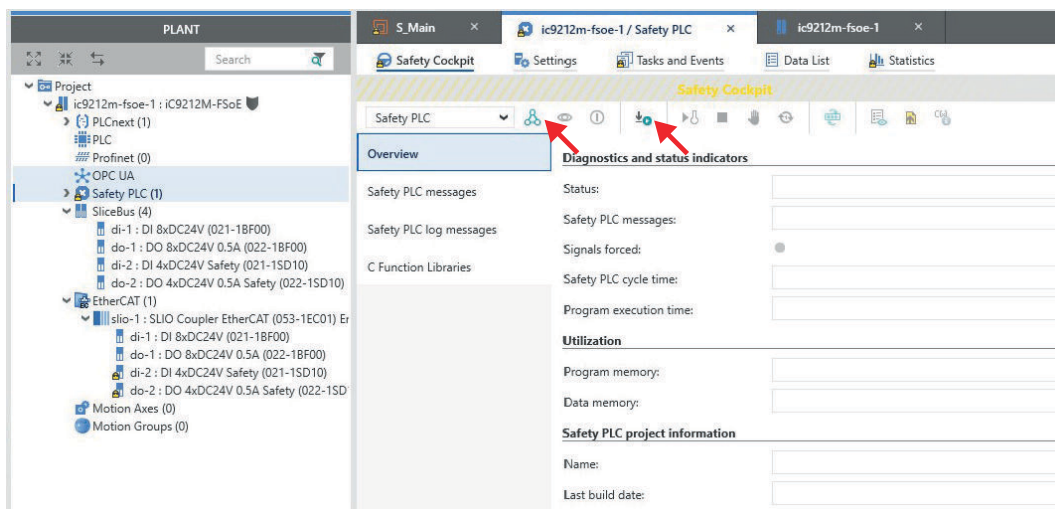 PLANT
Search
Project
ic9212m-fsoe-1 : iC9212M-FSoE
PLCnext (1)
PLC
Profinet (0)
OPC UA
Safety PLC (1)
SliceBus (4)
di-1 : DI 8xDC24V (021-1BF00)
do-1 : DO 8xDC24V 0.5A (022-1BF00)
di-2 : DI 4xDC24V Safety (021-1SD10)
do-2 : DO 4xDC24V 0.5A Safety (022-1SD10)
EtherCAT (1)
slio-1 : SLIO Coupler EtherCAT (053-1EC01) Er
di-1 : DI 8xDC24V (021-1BF00)
do-1 : DO 8xDC24V 0.5A (022-1BF00)
di-2 : DI 4xDC24V Safety (021-1SD10)
do-2 : DO 4xDC24V 0.5A Safety (022-1SD
Motion Axes (0)
Motion Groups (0)
S_Main × ic9212m-fsoe-1 / Safety PLC × ic9212m-fsoe-1 ×
Safety Cockpit Settings Tasks and Events Data List Statistics
Safety Cockpit
Safety PLC
Overview
Safety PLC messages
Safety PLC log messages
C Function Libraries
Diagnostics and status indicators
Status:
Safety PLC messages:
Signals forced:
Safety PLC cycle time:
Program execution time:
Utilization
Program memory:
Data memory:
Safety PLC project information
Name:
Last build date: